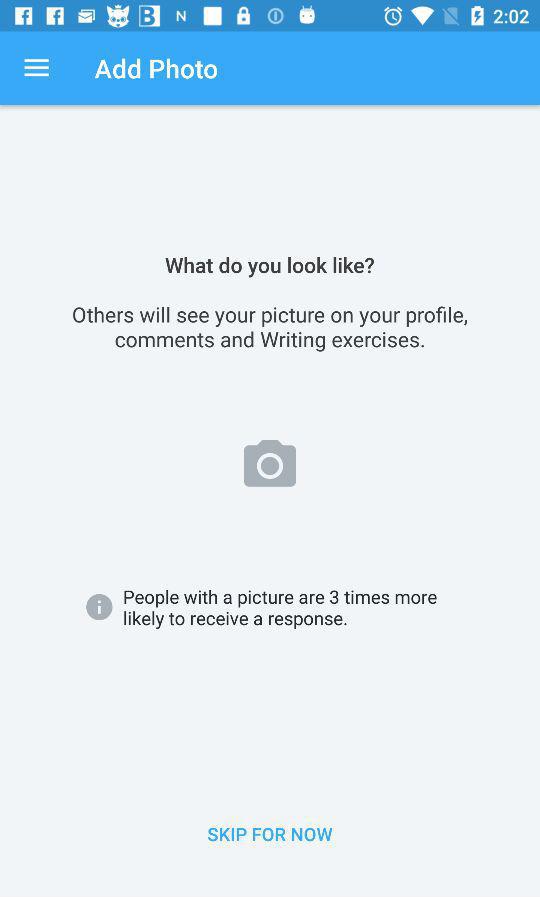 2:02
Add Photo
What do you look like?
Others will see your picture on your profile,
comments and Writing exercises.
People with a picture are 3 times more
likely to receive a response.
SKIP FOR NOW